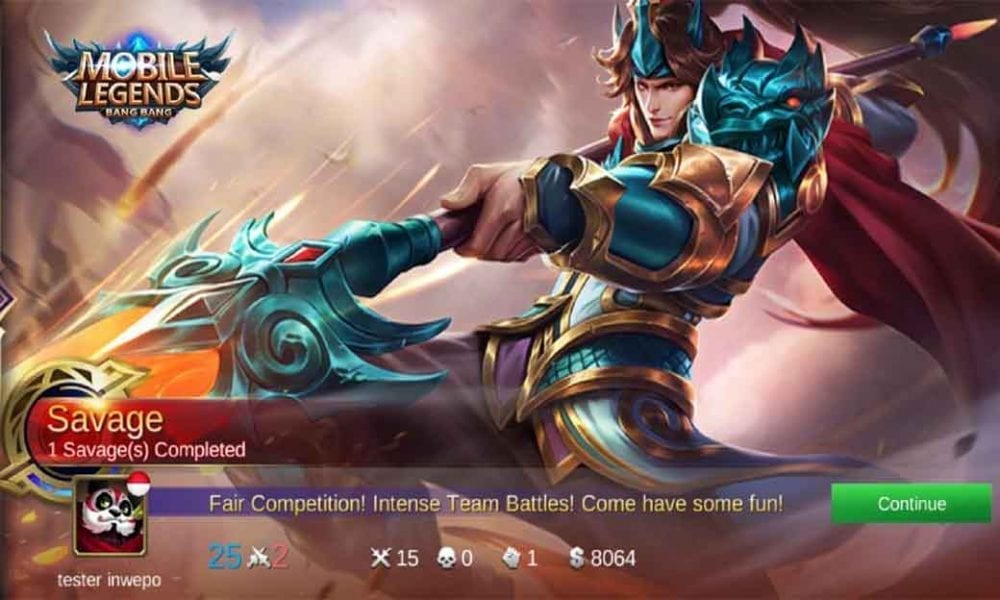 MOBILE
LEGENDS
BANG BANG
Savage
1 Savage(s) Completed
Fair Competition! Intense Team Battles! Come have some fun!
Continue
25 2 15 0 1 $ 8064
tester inwepo